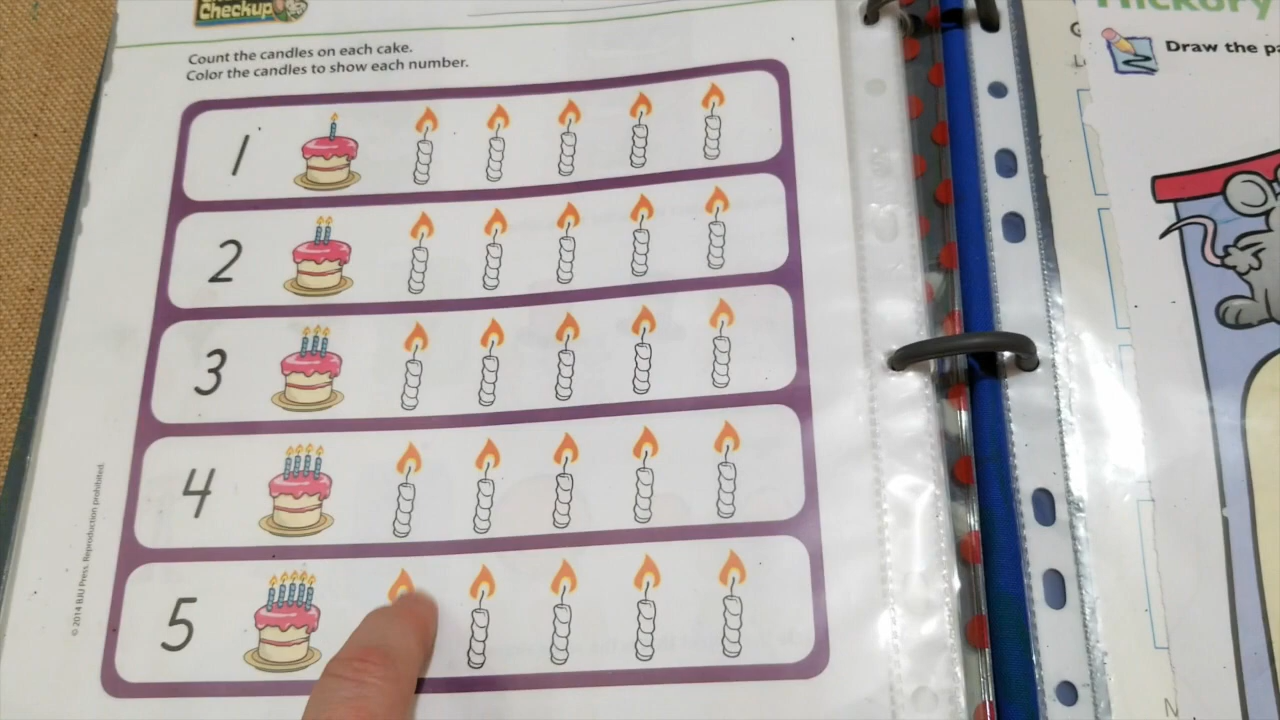 Checkup
Count the candles on each cake.
Color the candles to show each number.
1
2
3
4
5
© 2014 BJU Press. Reproduction prohibited.
Hickory
Draw the pa